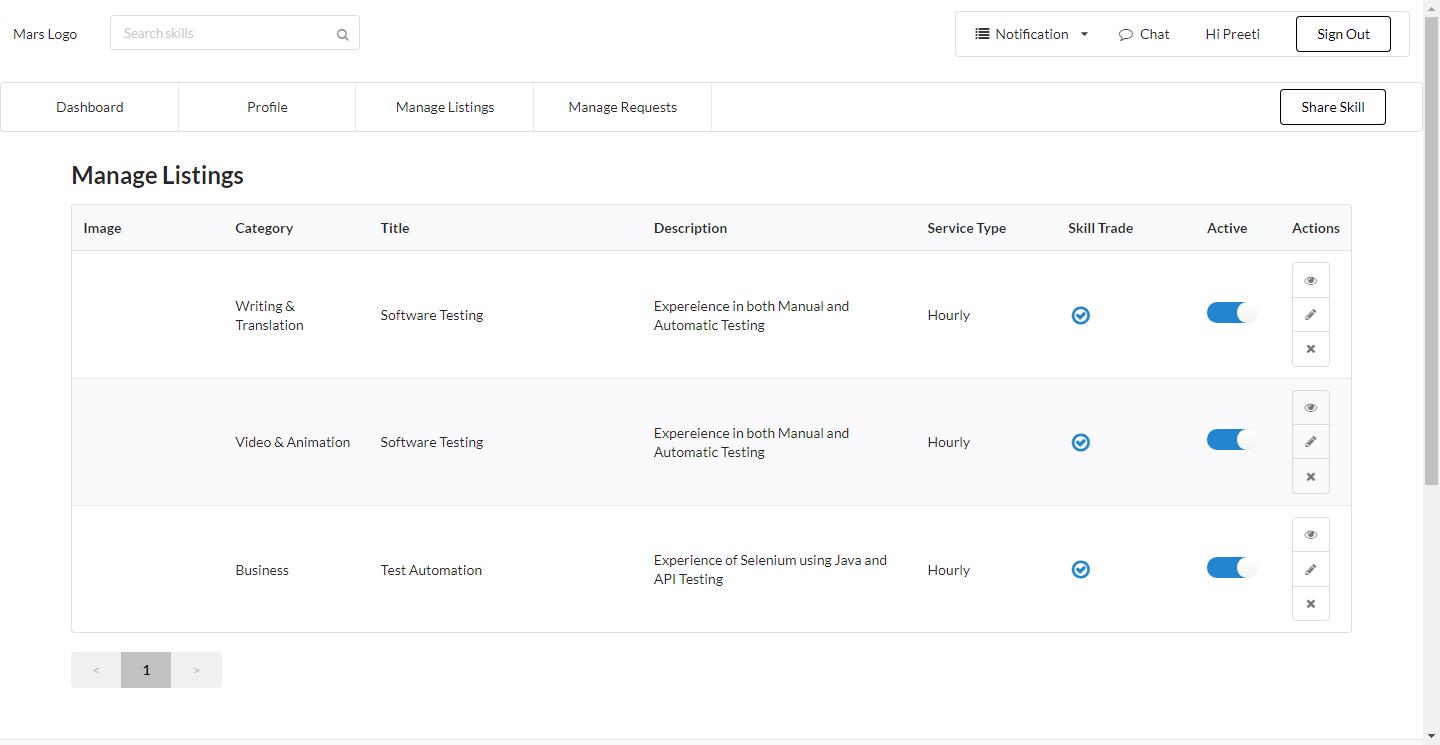 Mars Logo
Search skills
Notification
Chat
Hi Preeti
Sign Out
Dashboard
Profile
Manage Listings
Manage Requests
Share Skill
Manage Listings
Image
Category
Title
Description
Service Type
Skill Trade
Active
Actions
Writing &
Translation
Software Testing
Expereience in both Manual and
Automatic Testing
Hourly
Video & Animation
Software Testing
Expereience in both Manual and
Automatic Testing
Hourly
Business
Test Automation
Experience of Selenium using Java and
API Testing
Hourly
<
1
>